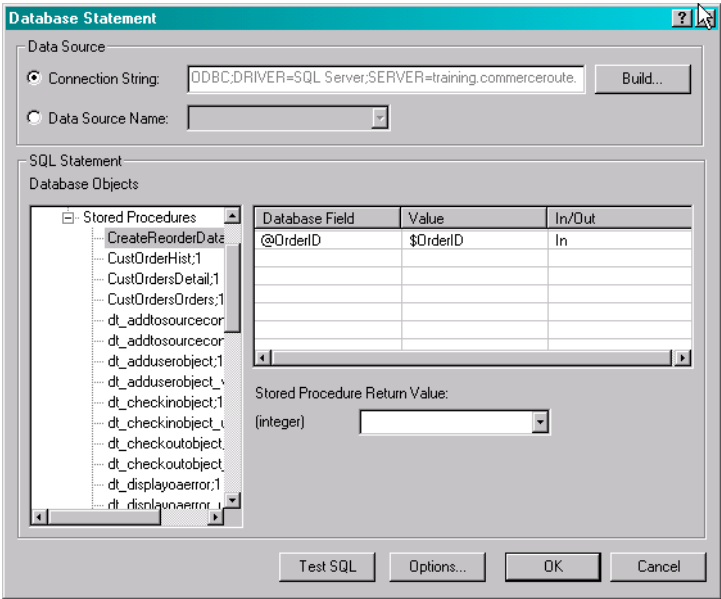 Database Statement
Data Source
Connection String:
ODBC;DRIVER=SQL Server;SERVER=training.commerceroute.
Build...
Data Source Name:
SQL Statement
Database Objects
Stored Procedures
CreateReorderData
CustOrderHist;1
CustOrdersDetail;1
CustOrdersOrders;1
dt_addtosourcecor
dt_addtosourcecor
dt_adduserobject;1
dt_adduserobject_v
dt_checkinobject;1
dt_checkinobject_u
dt_checkoutobject
dt_checkoutobject_
dt_displayoaerror;1
dt_displayoaerror_u
Database Field Value In/Out
@OrderID $OrderID In
Stored Procedure Return Value:
(integer)
Test SQL Options... OK Cancel